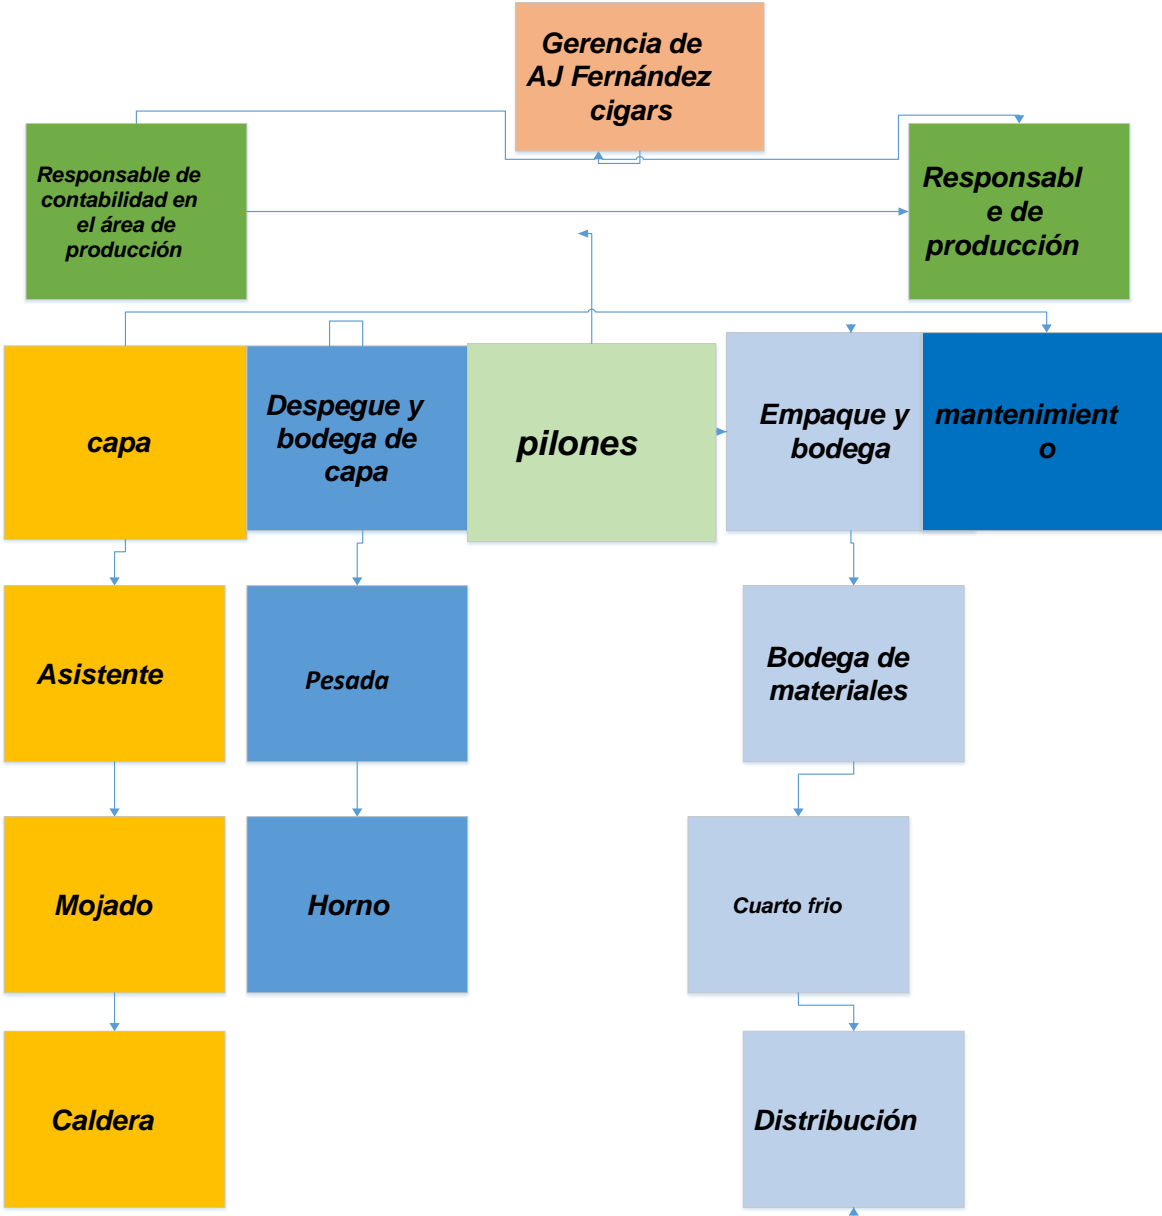 Gerencia de
AJ Fernández
cigars
Responsable de
contabilidad en
el área de
producción
Responsabl
e de
producción
capa
Despegue y
bodega de
capa
pilones
Empaque y
bodega
mantenimient
o
Asistente
Pesada
Bodega de
materiales
Mojado
Horno
Cuarto frio
Caldera
Distribución